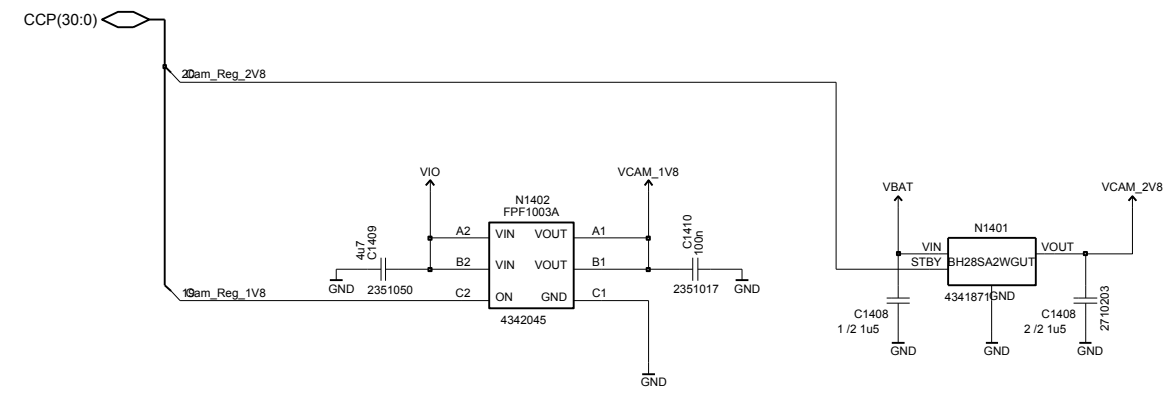 CCP(30:0)
20 Cam_Reg_2V8
VIO
VCAM_1V8
VBAT
VCAM_2V8
N1402
FPF1003A
N1401
4u7
C1409
A2
VIN
VOUT
A1
C1410
100n
B2
VIN
VOUT
B1
VIN
VOUT
STBY
BH28SA2WGUT
GND
2351050
2351017
GND
19 Cam_Reg_1V8
C2
ON
GND
C1
4341871
GND
4342045
C1408
1 /2 1u5
C1408
2 /2 1u5
2710203
GND
GND
GND
GND